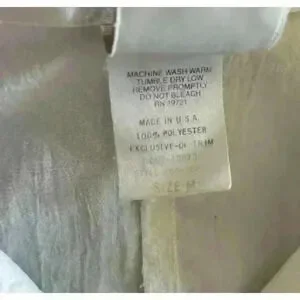 MACHINE WASH WARM
TUMBLE DRY LOW
REMOVE PROMPTLY
DO NOT BLEACH
RN 19721
MADE IN U.S.A.
100% POLYESTER
EXCLUSIVE-OF TRIM
SIZE M